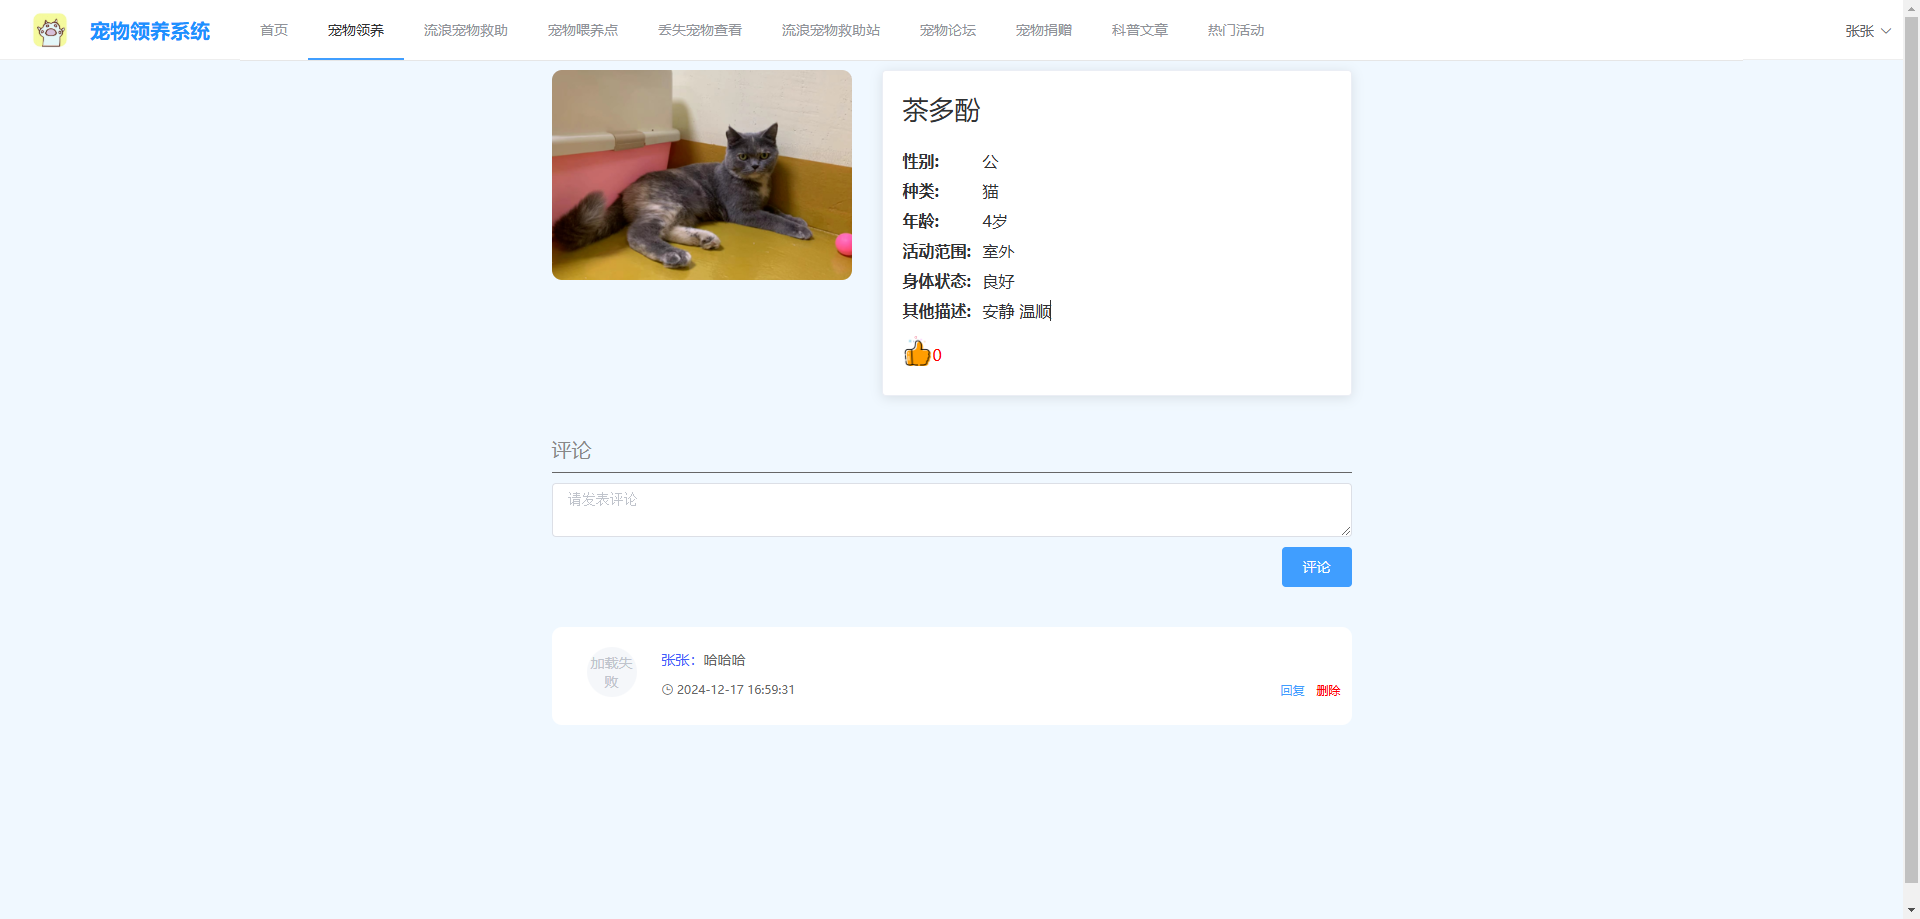 宠物领养系统
首页 宠物领养 流浪宠物救助 宠物喂养点 丢失宠物查看 流浪宠物救助站 宠物论坛 宠物捐赠 科普文章 热门活动
张张
茶多酚
性别: 公
种类: 猫
年龄: 4岁
活动范围: 室外
身体状态: 良好
其他描述: 安静 温顺
0
评论
请发表评论
评论
加载失
败
张张：哈哈哈
2024-12-17 16:59:31
回复 删除